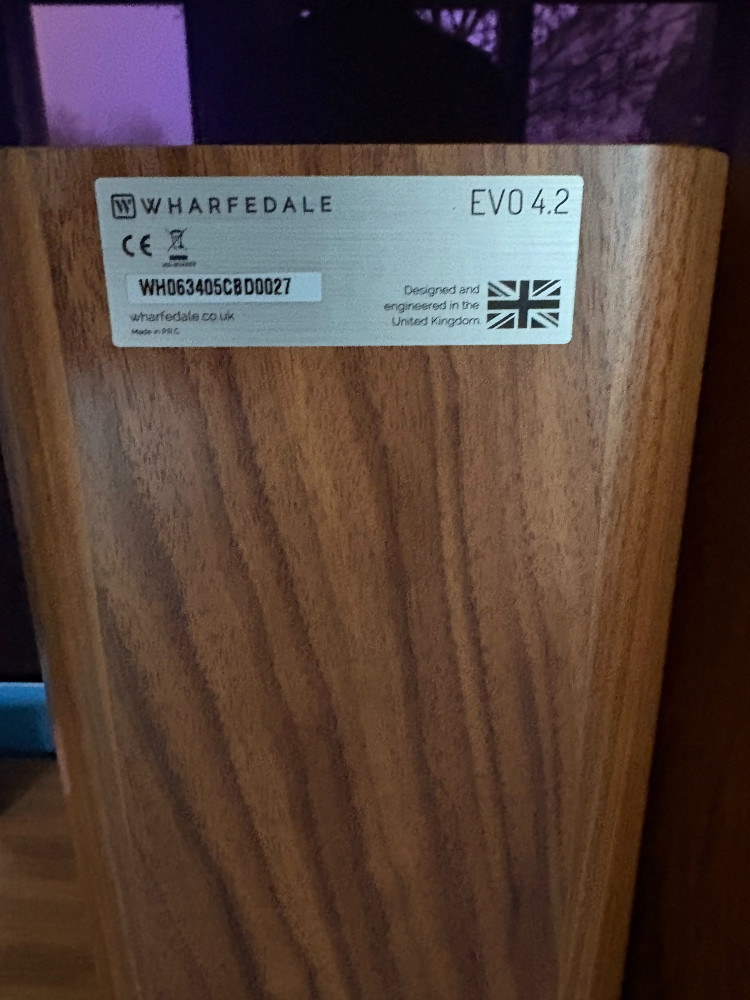 W WHARFEDALE
EVO 4.2
CE
WH063405CBD0027
wharfedale.co.uk
Made in P.R.C
Designed and
engineered in the
United Kingdom